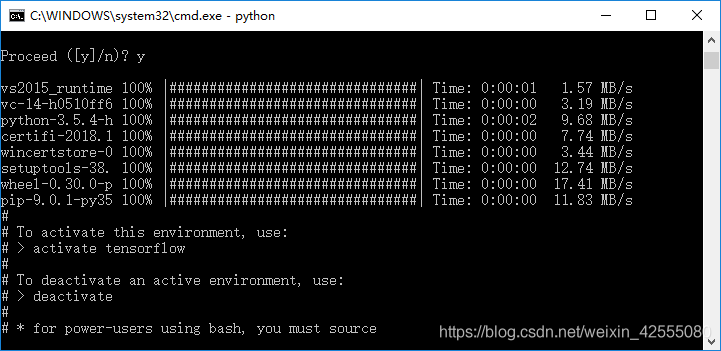 C:\WINDOWS\system32\cmd.exe - python
Proceed ([y]/n)? y
vs2015_runtime 100% |###############################| Time: 0:00:01   1.57 MB/s
vc-14-h0510ff6 100% |###############################| Time: 0:00:00   3.19 MB/s
python-3.5.4-h 100% |###############################| Time: 0:00:02   9.68 MB/s
certifi-2018.1 100% |###############################| Time: 0:00:00   7.74 MB/s
wincertstore-0 100% |###############################| Time: 0:00:00   3.44 MB/s
setuptools-38. 100% |###############################| Time: 0:00:00  12.74 MB/s
wheel-0.30.0-p 100% |###############################| Time: 0:00:00  17.41 MB/s
pip-9.0.1-py35 100% |###############################| Time: 0:00:00  11.83 MB/s
#
# To activate this environment, use:
# > activate tensorflow
#
# To deactivate an active environment, use:
# > deactivate
#
# * for power-users using bash, you must source
https://blog.csdn.net/weixin_42555080